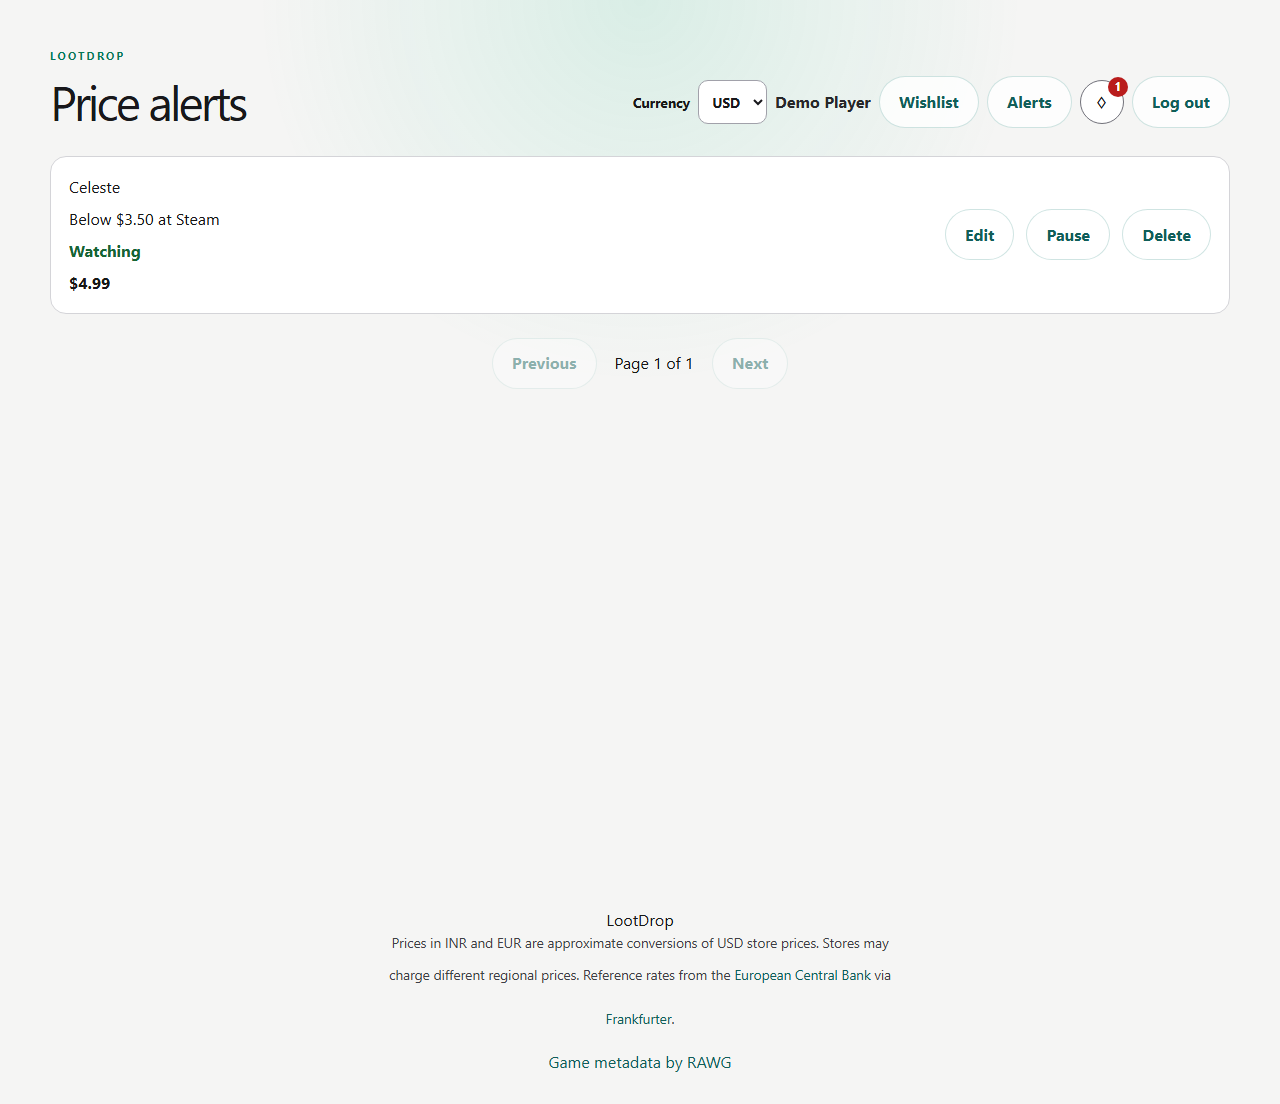 LOOTDROP
Price alerts
Currency
USD
Demo Player
Wishlist
Alerts
1
Log out
Celeste
Below $3.50 at Steam
Watching
$4.99
Edit
Pause
Delete
Previous
Page 1 of 1
Next
LootDrop
Prices in INR and EUR are approximate conversions of USD store prices. Stores may
charge different regional prices. Reference rates from the European Central Bank via
Frankfurter.
Game metadata by RAWG